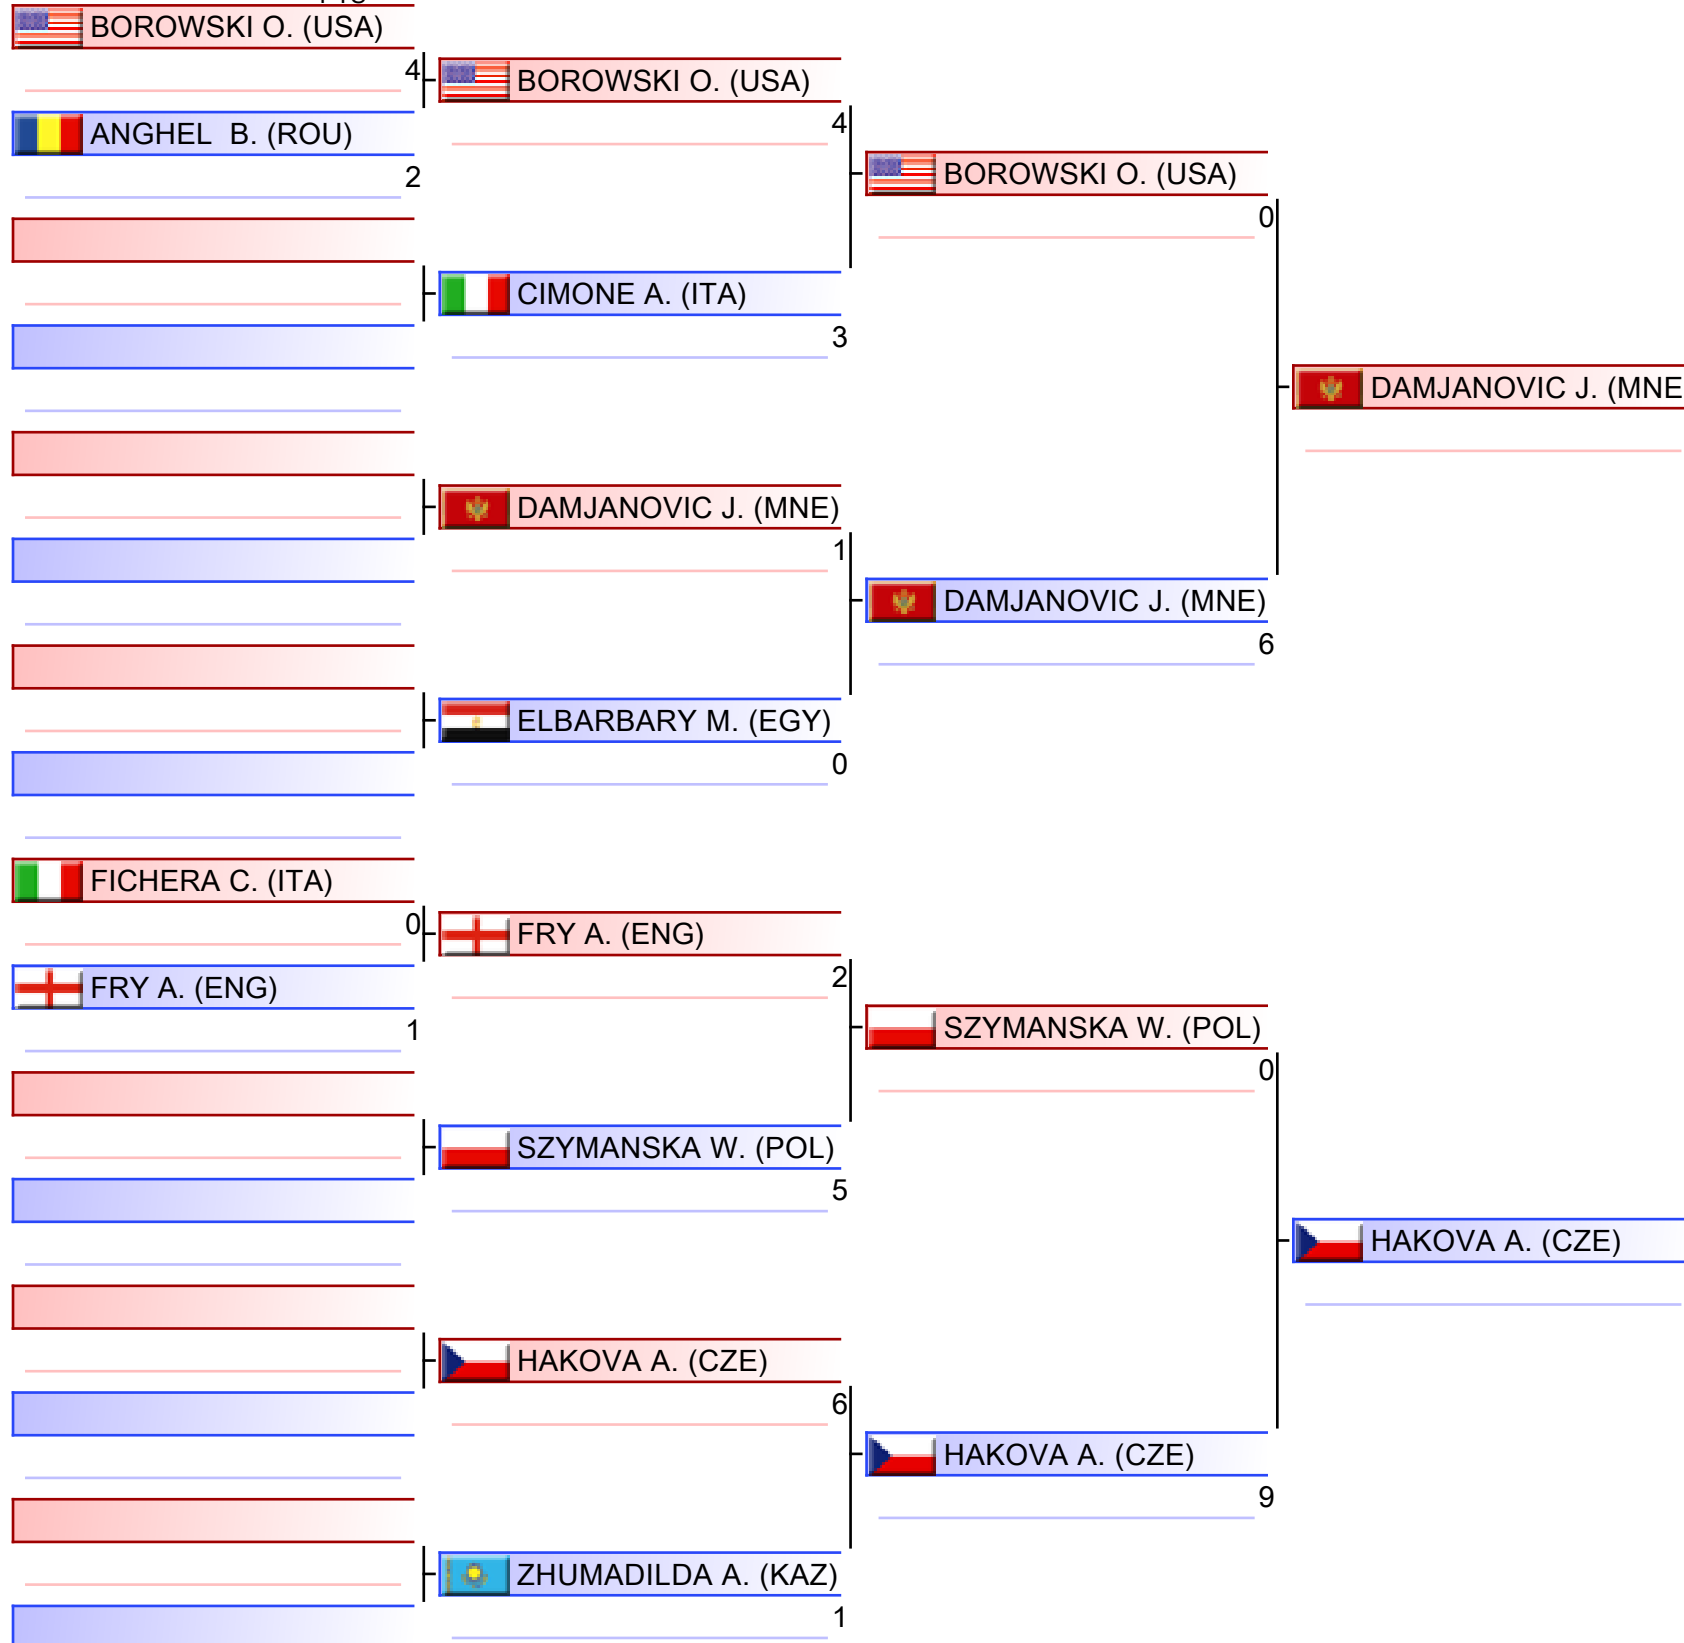 BOROWSKI O. (USA)
4
ANGHEL  B. (ROU)
2
FICHERA C. (ITA)
0
FRY A. (ENG)
1
BOROWSKI O. (USA)
4
CIMONE A. (ITA)
3
DAMJANOVIC J. (MNE)
1
ELBARBARY M. (EGY)
0
FRY A. (ENG)
2
SZYMANSKA W. (POL)
5
HAKOVA A. (CZE)
6
ZHUMADILDA A. (KAZ)
1
BOROWSKI O. (USA)
0
DAMJANOVIC J. (MNE)
6
SZYMANSKA W. (POL)
0
HAKOVA A. (CZE)
9
DAMJANOVIC J. (MNE
HAKOVA A. (CZE)